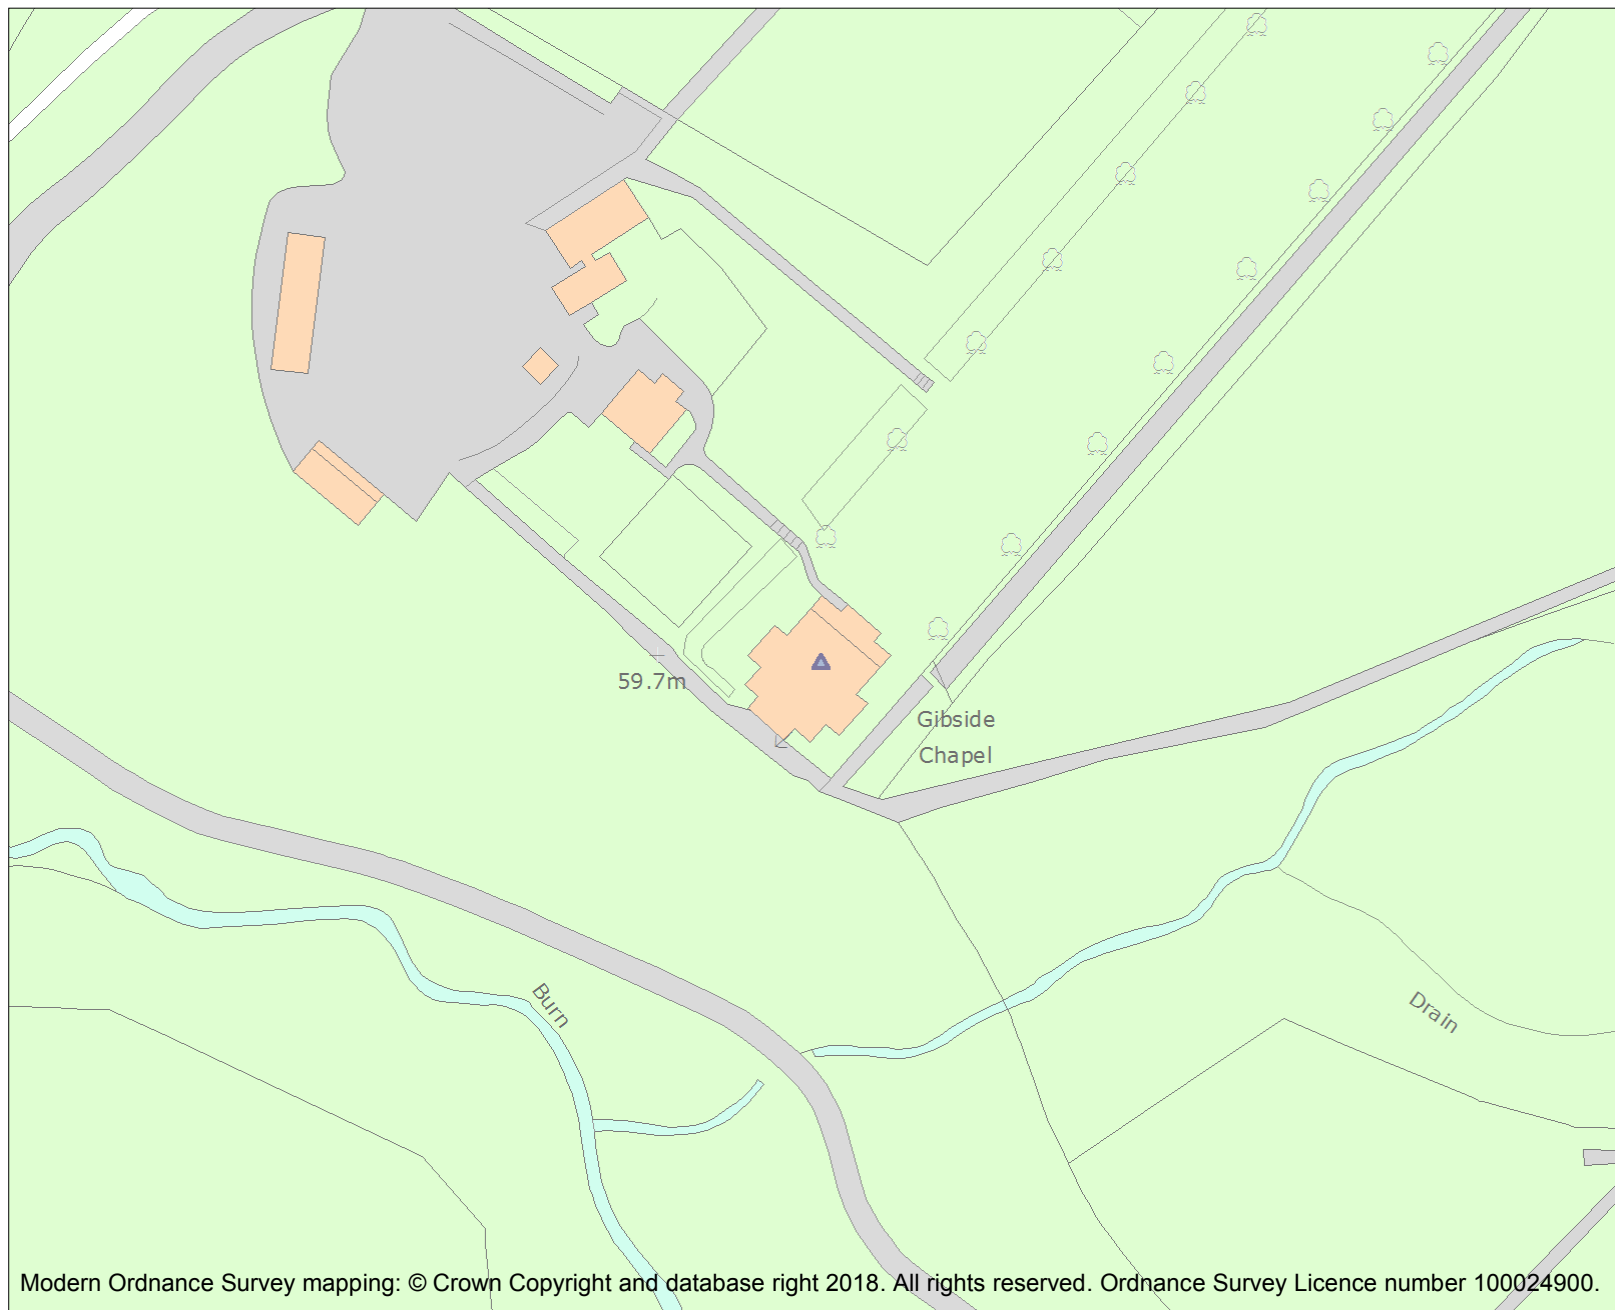 59.7m
Gibside
Chapel
Burn
Drain
Modern Ordnance Survey mapping: © Crown Copyright and database right 2018. All rights reserved. Ordnance Survey Licence number 100024900.